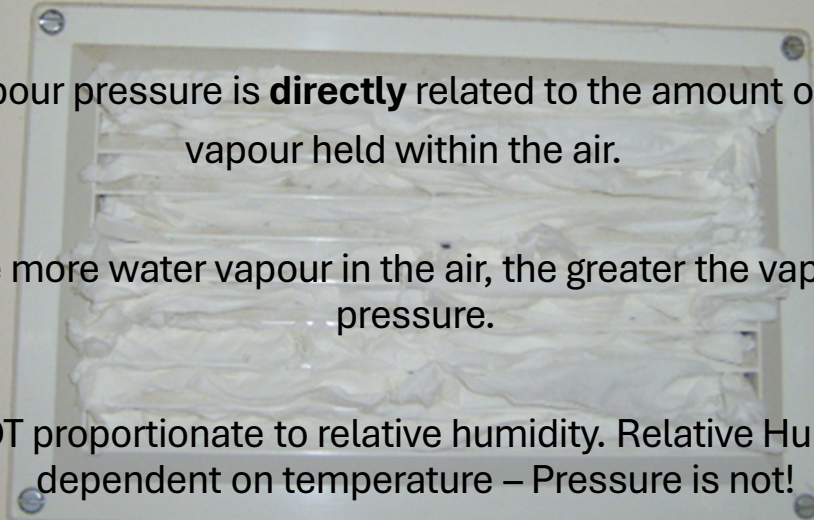 pour pressure is directly related to the amount o
vapour held within the air.
e more water vapour in the air, the greater the vap
pressure.
OT proportionate to relative humidity. Relative Hu
dependent on temperature – Pressure is not!